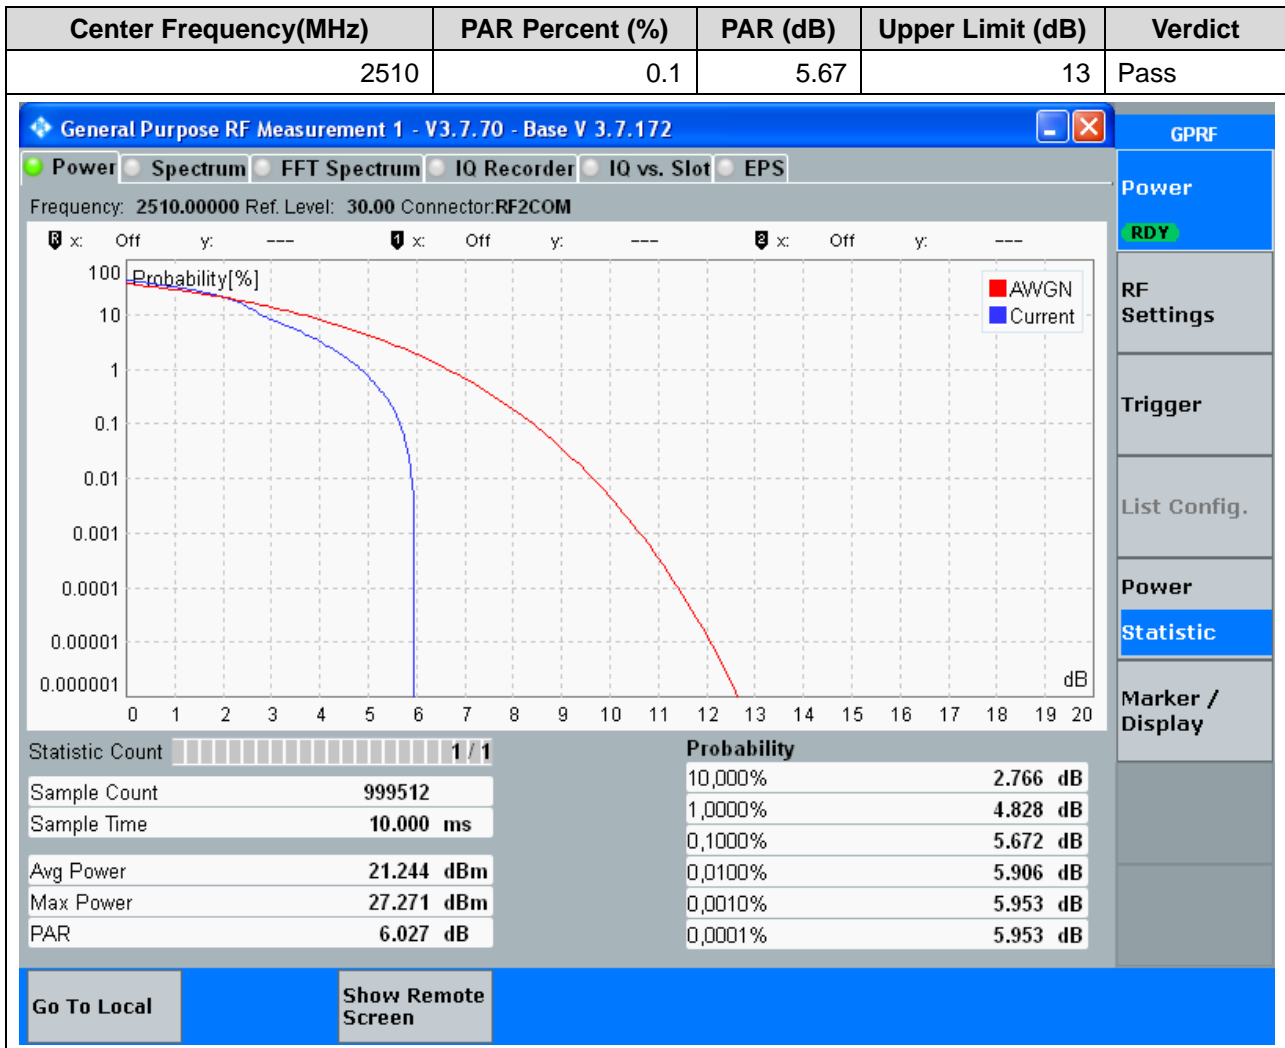 Center Frequency(MHz) PAR Percent (%) PAR (dB) Upper Limit (dB) Verdict
2510 0.1 5.67 13 Pass
General Purpose RF Measurement 1 - V3.7.70 - Base V 3.7.172
GPRF
Power Spectrum FFT Spectrum IQ Recorder IQ vs. Slot EPS
Power
RDY
Frequency: 2510.00000 Ref. Level: 30.00 Connector:RF2COM
R x: Off y: --- 1 x: Off y: --- 2 x: Off y: ---
Probability[%]
AWGN
Current
100
10
1
0.1
0.01
0.001
0.0001
0.00001
0.000001
dB
0 1 2 3 4 5 6 7 8 9 10 11 12 13 14 15 16 17 18 19 20
RF
Settings
Trigger
List Config.
Power
Statistic
Marker /
Display
Statistic Count 1 / 1
Sample Count 999512
Sample Time 10.000 ms
Avg Power 21.244 dBm
Max Power 27.271 dBm
PAR 6.027 dB
Probability
10,000% 2.766 dB
1,0000% 4.828 dB
0,1000% 5.672 dB
0,0100% 5.906 dB
0,0010% 5.953 dB
0,0001% 5.953 dB
Go To Local
Show Remote
Screen